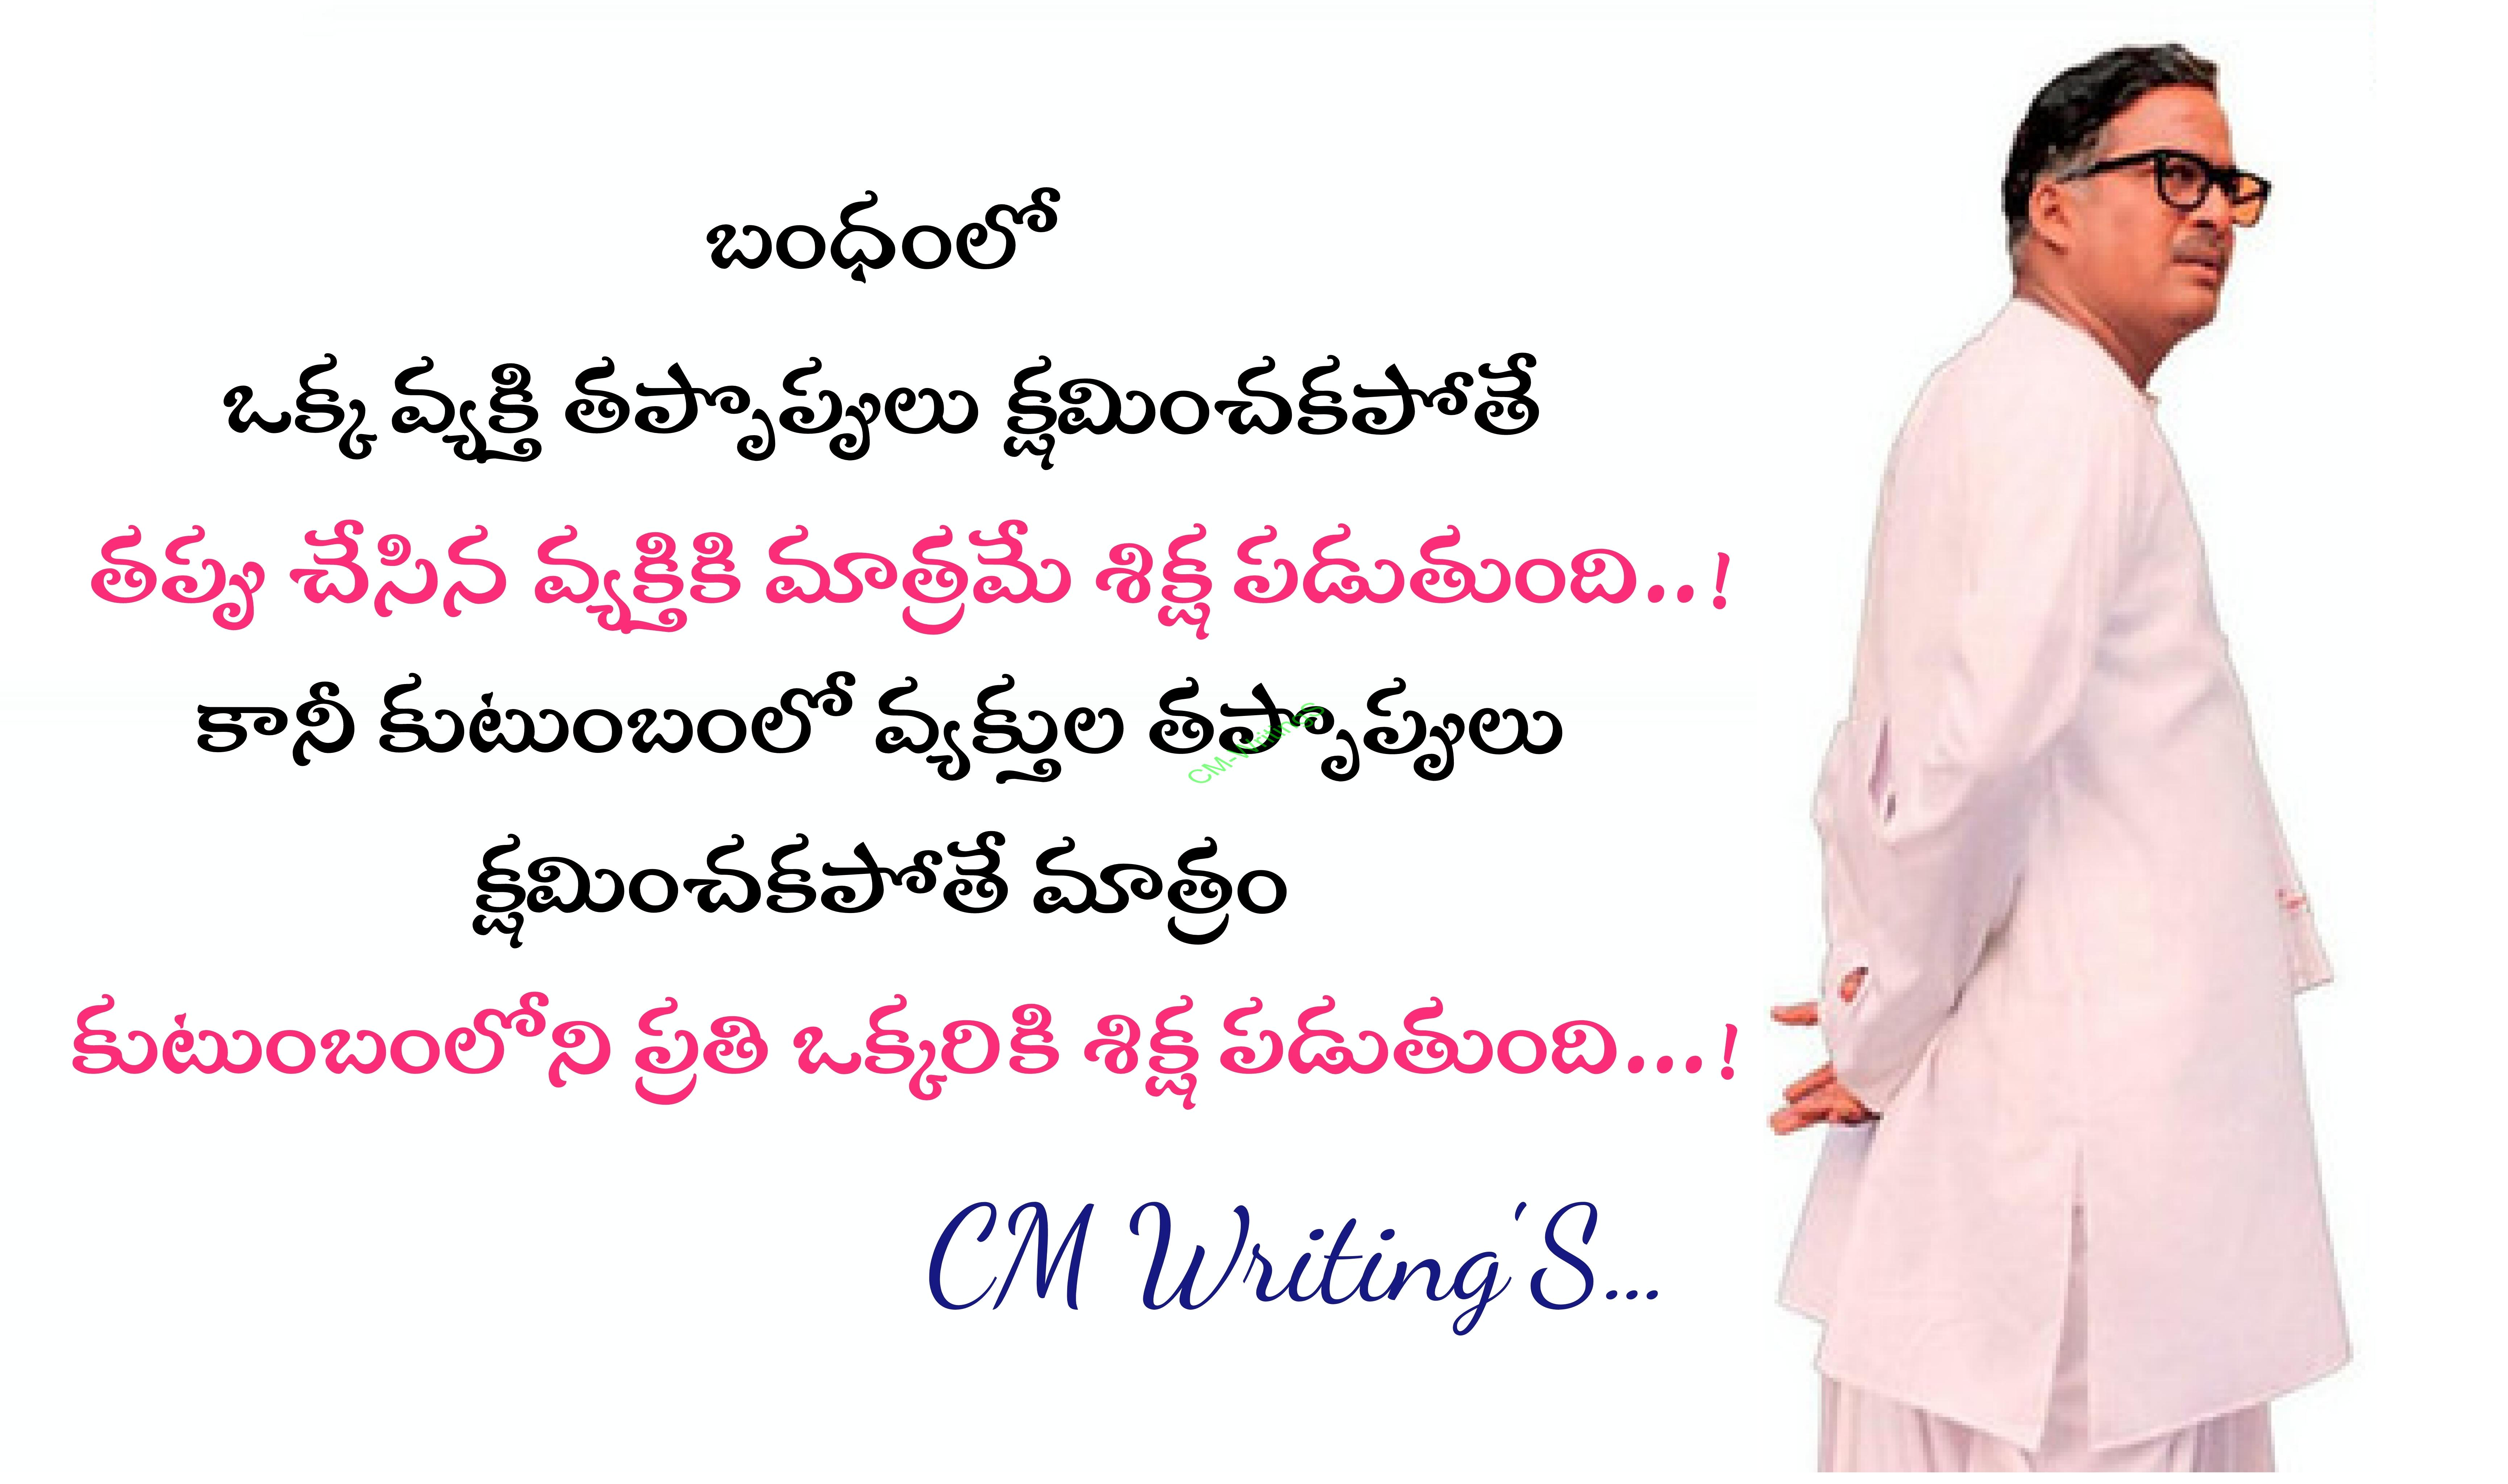 బంధంలో
ఒక్క వ్యక్తి తప్పొప్పులు క్షమించకపోతే
తప్పు చేసిన వ్యక్తికి మాత్రమే శిక్ష పడుతుంది..!
కానీ కుటుంబంలో వ్యక్తుల తప్పొప్పులు
CM-Writings
క్షమించకపోతే మాత్రం
కుటుంబంలోని ప్రతి ఒక్కరికి శిక్ష పడుతుంది...!
CM Writing'S...